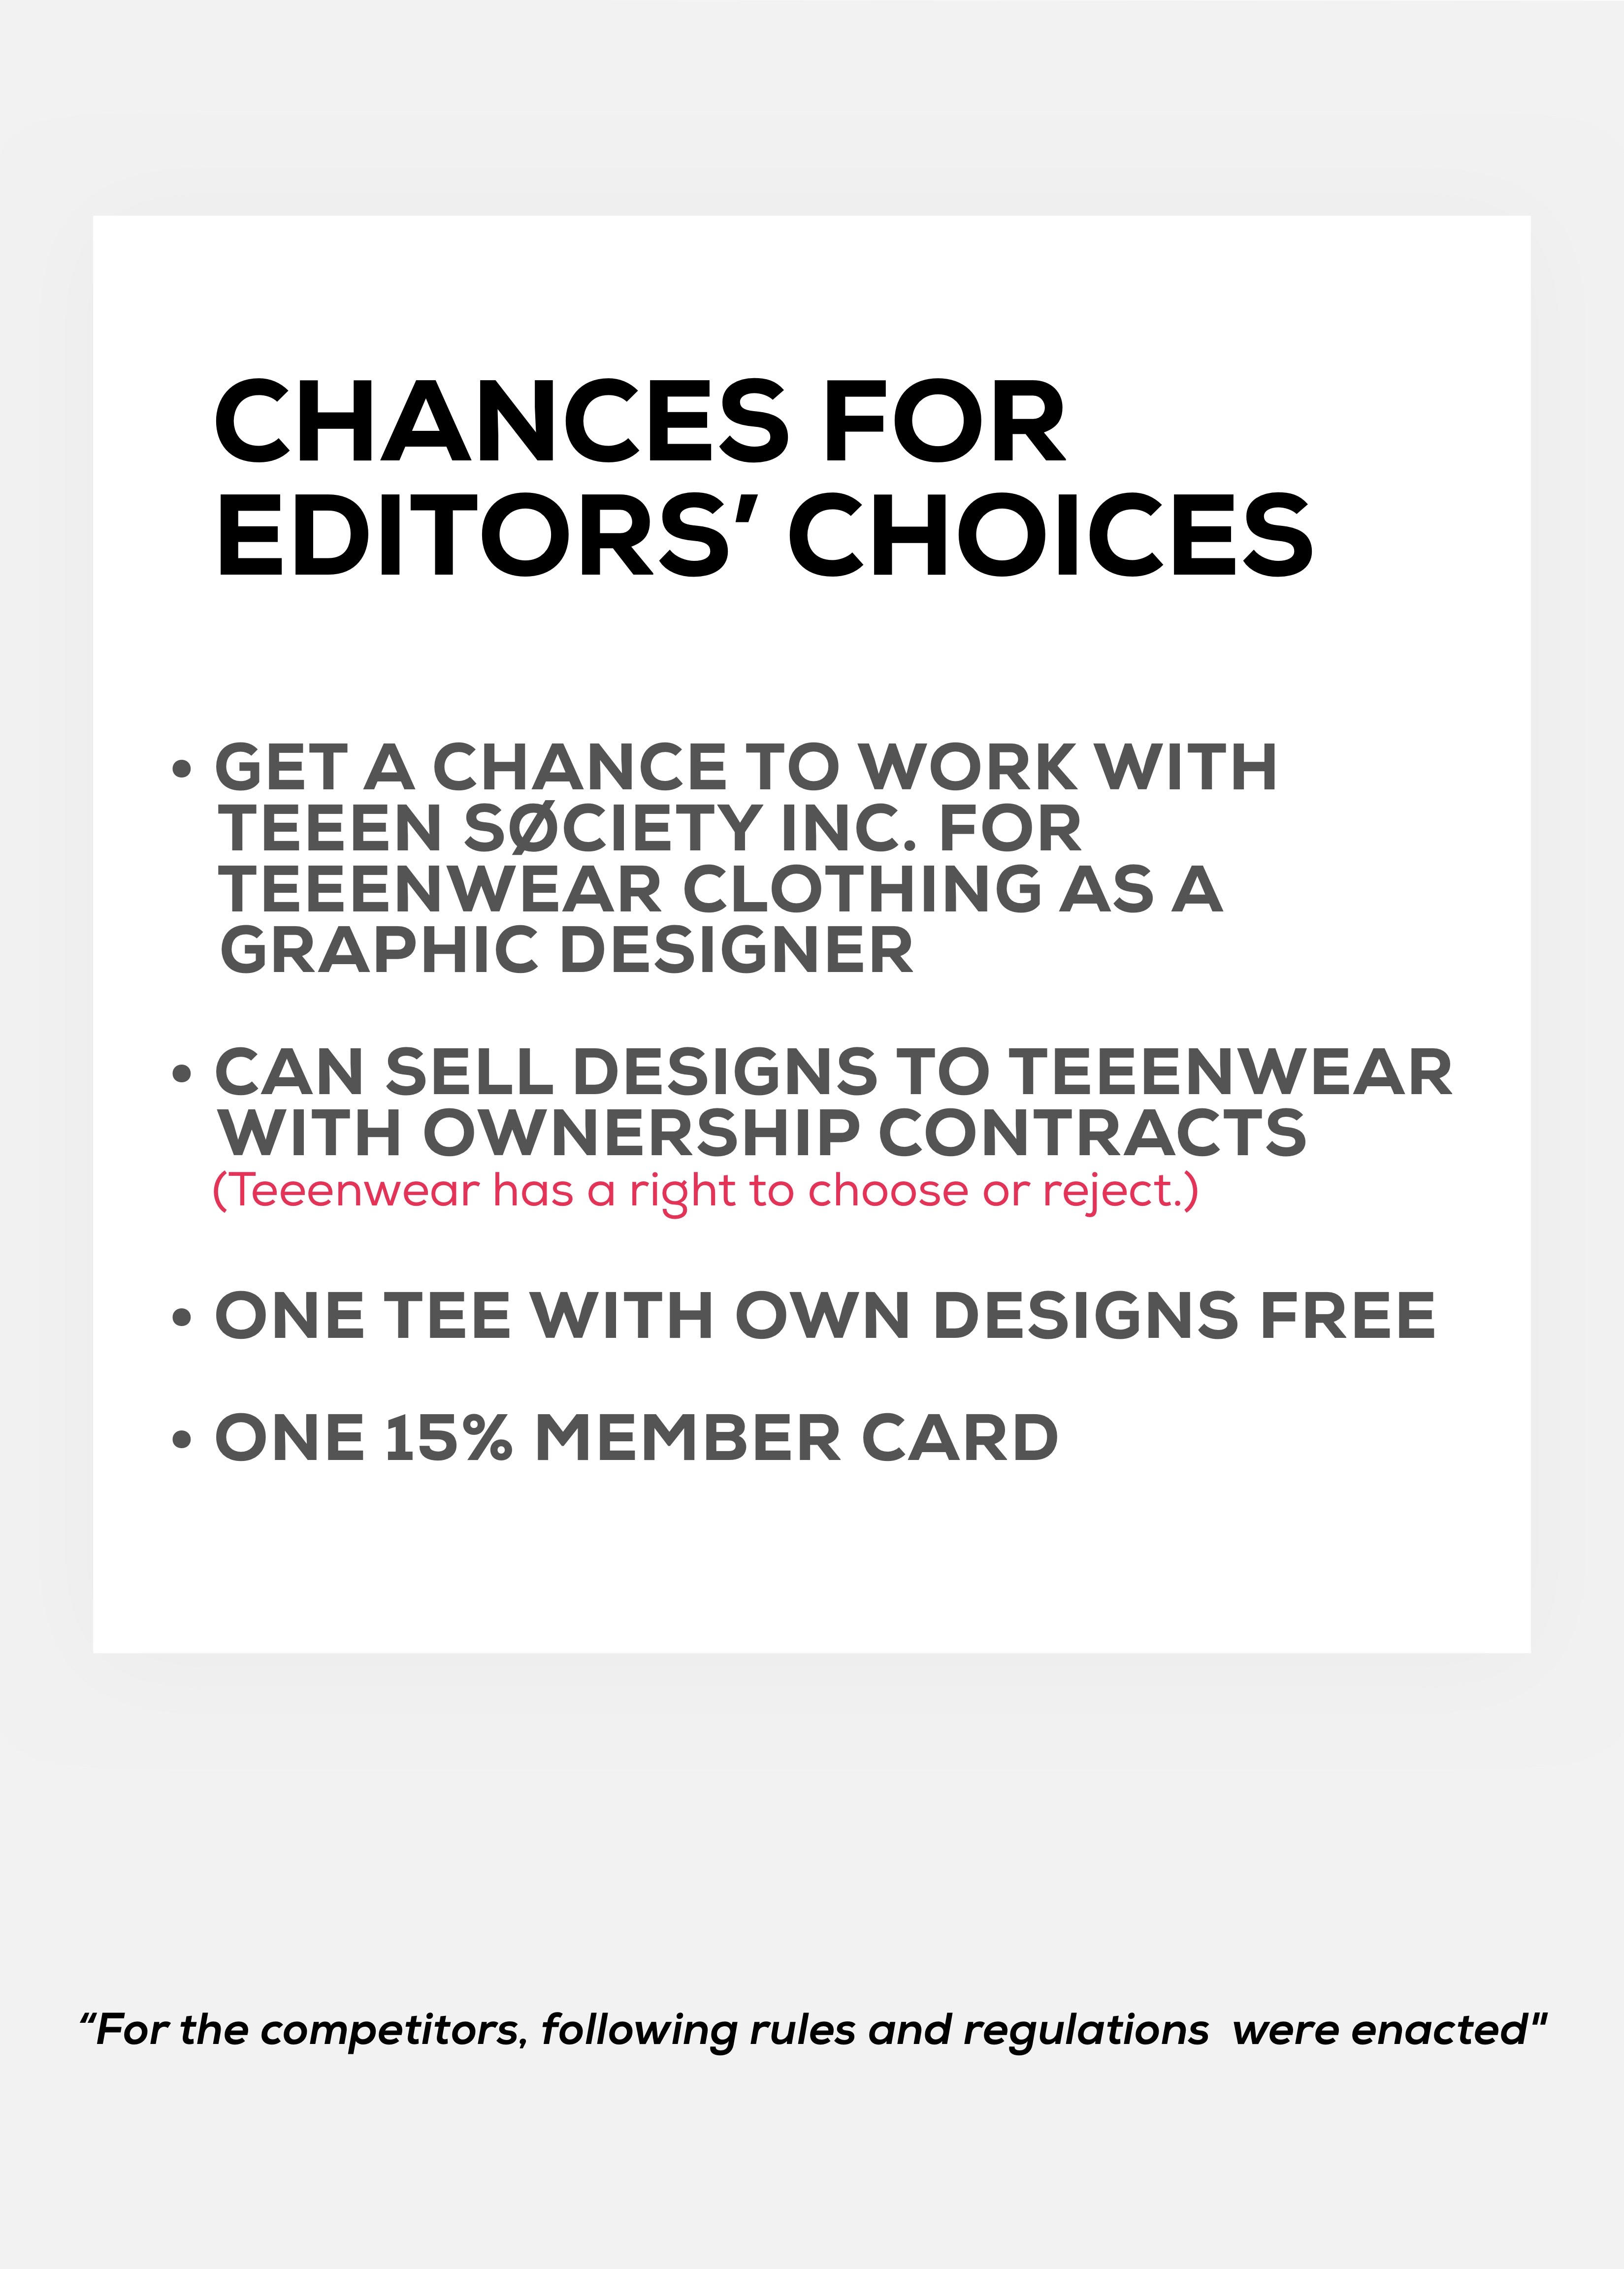 CHANCES FOR
EDITORS’ CHOICES
• GET A CHANCE TO WORK WITH
TEEEN SØCIETY INC. FOR
TEEENWEAR CLOTHING AS A
GRAPHIC DESIGNER
• CAN SELL DESIGNS TO TEEENWEAR
WITH OWNERSHIP CONTRACTS
(Teeenwear has a right to choose or reject.)
• ONE TEE WITH OWN DESIGNS FREE
• ONE 15% MEMBER CARD
“For the competitors, following rules and regulations  were enacted"